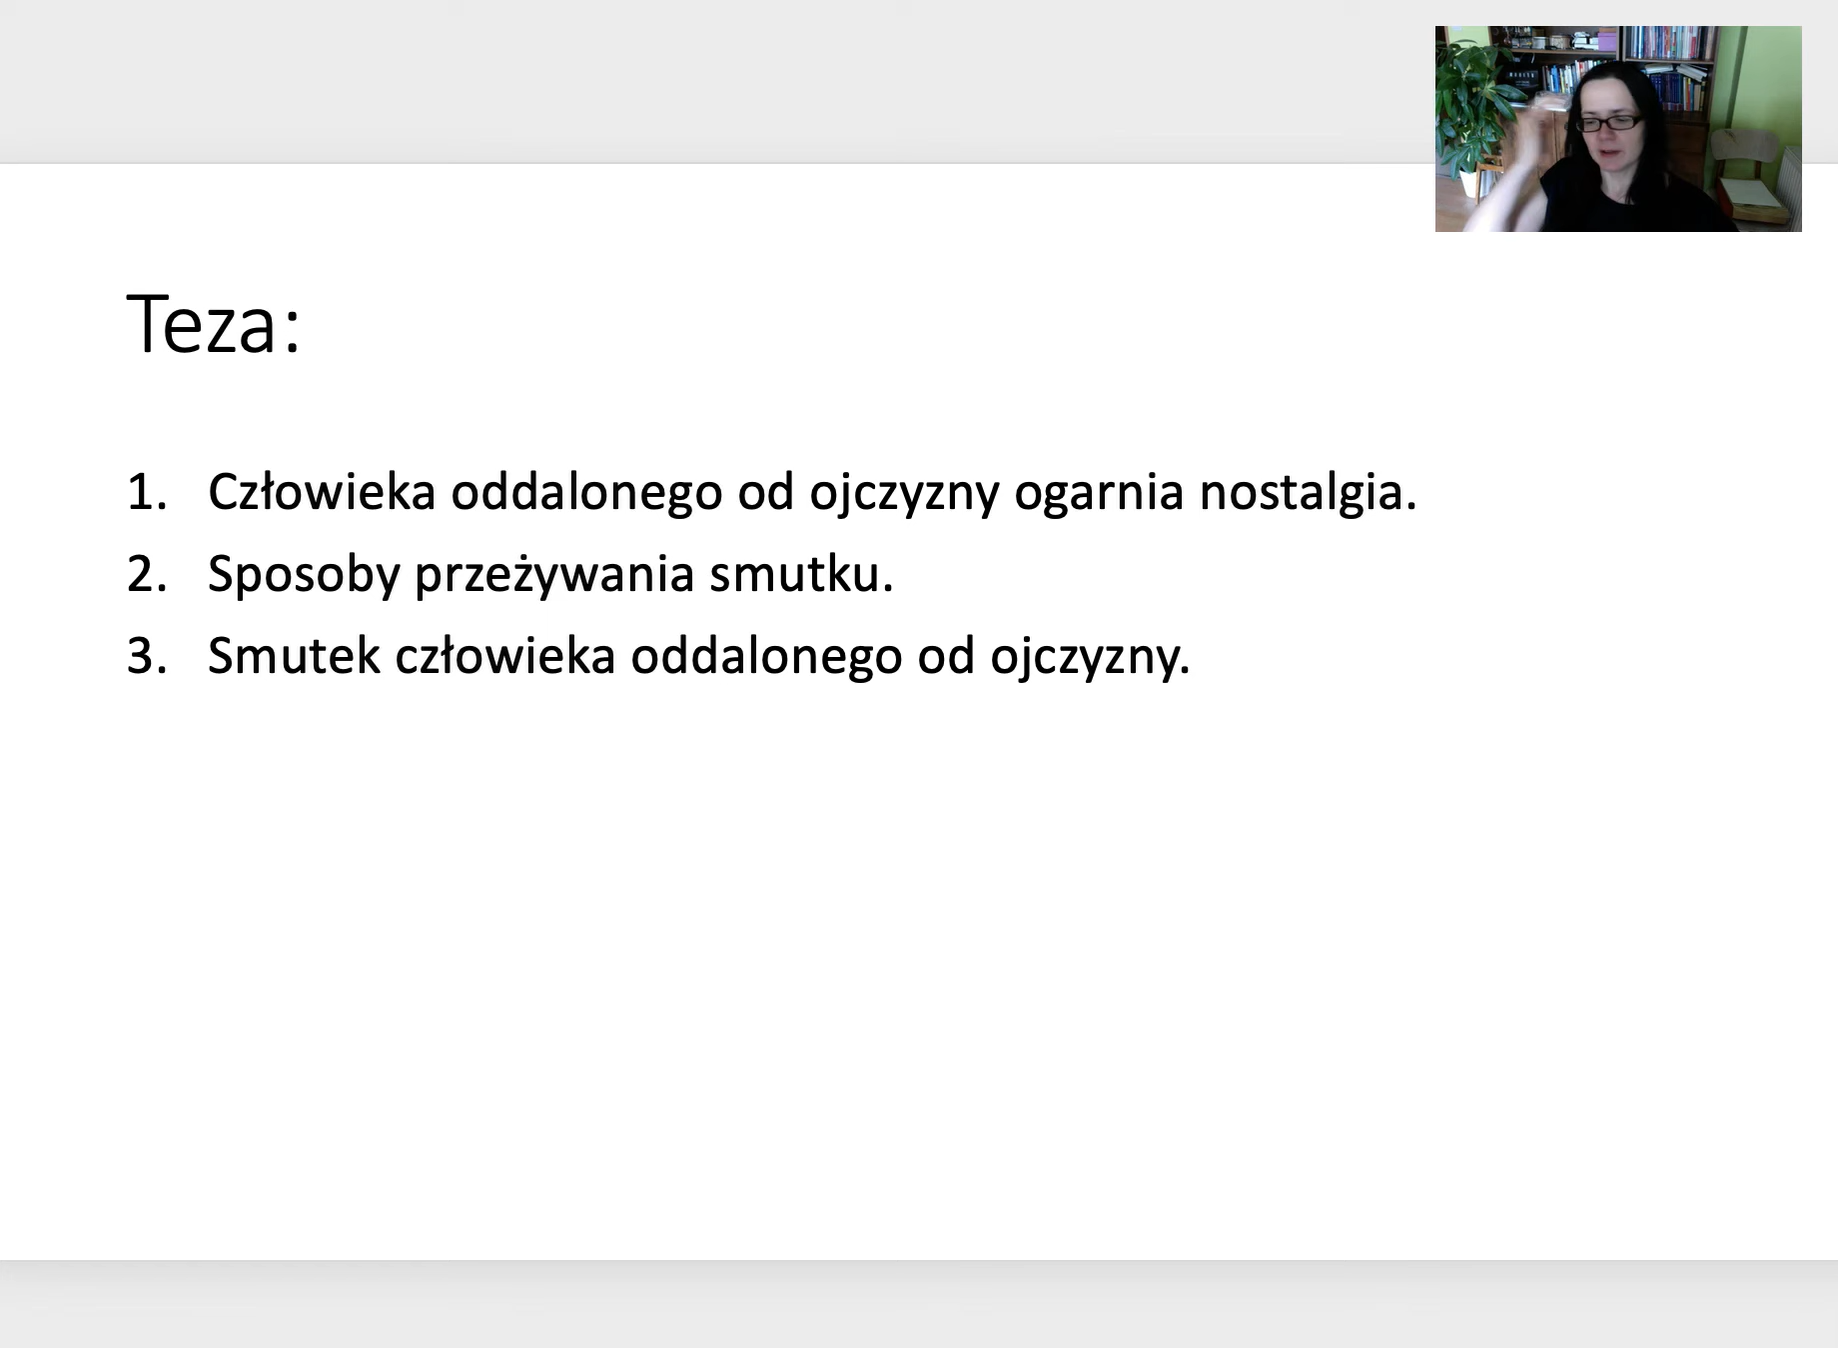 Teza:
1. Człowieka oddalonego od ojczyzny ogarnia nostalgia.
2. Sposoby przeżywania smutku.
3. Smutek człowieka oddalonego od ojczyzny.